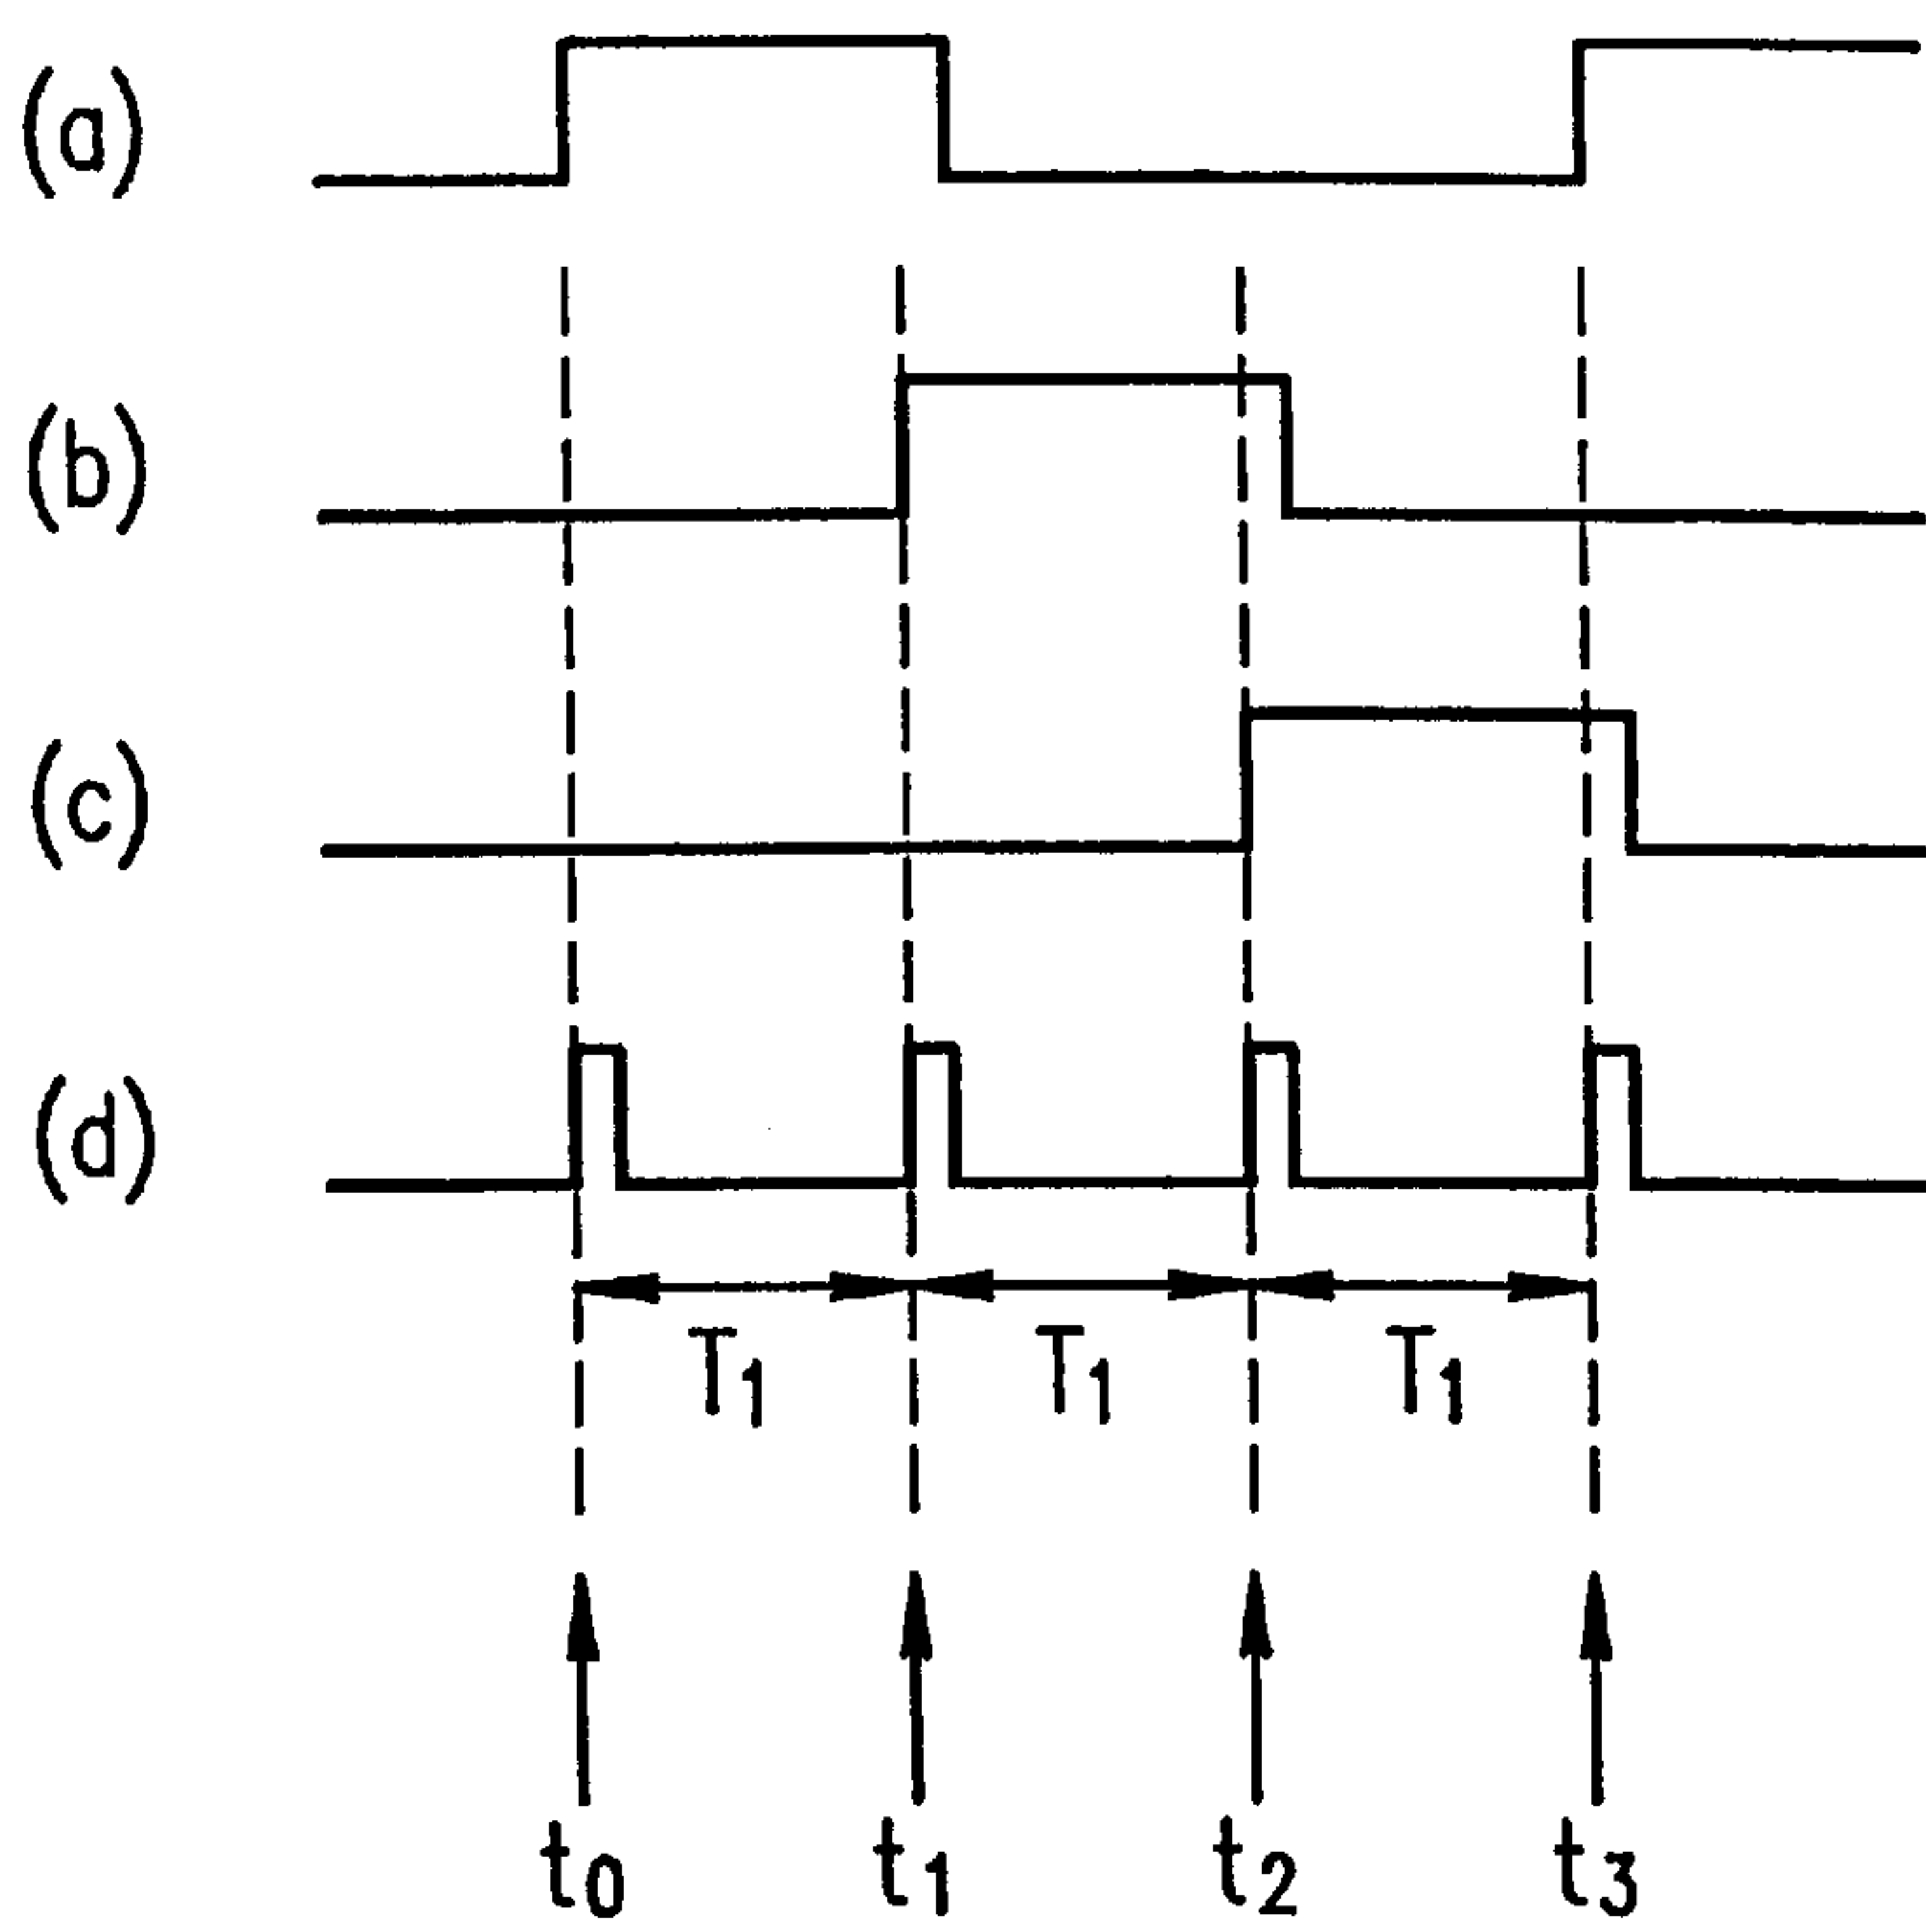 (a)
(b)
(c)
(d)
T₁ T₁ T₁
t₀ t₁ t₂ t₃